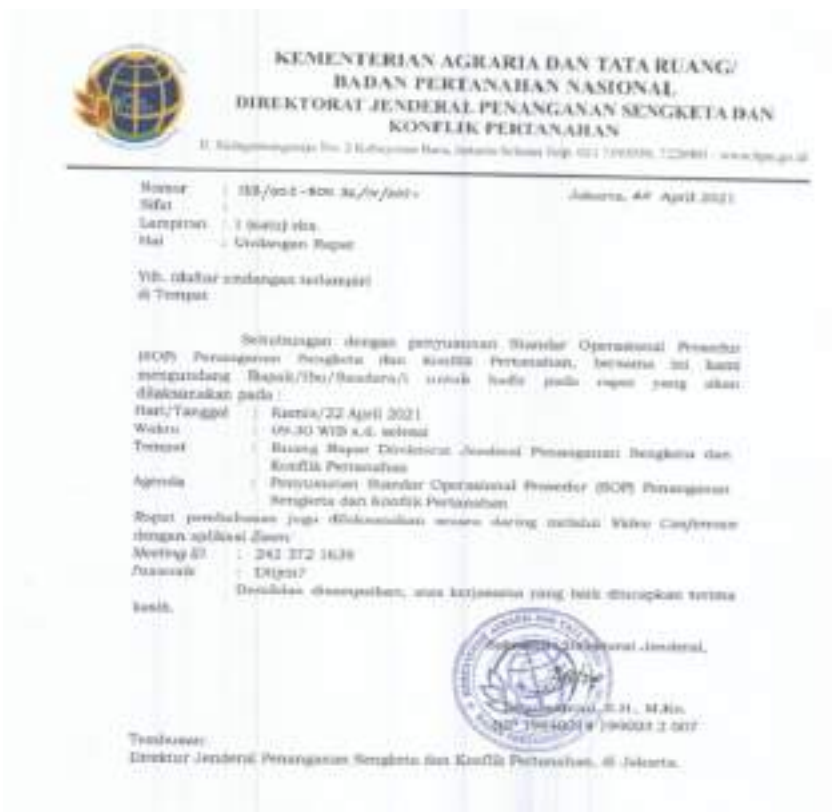 KEMENTERIAN AGRARIA DAN TATA RUANG/
BADAN PERTANAHAN NASIONAL
DIREKTORAT JENDERAL PENANGANAN SENGKETA DAN
KONFLIK PERTANAHAN
Nomor :
Jakarta, April 2021
Sifat :
Lampiran : 1 (satu)
Hal : Undangan Rapat
Yth. (daftar undangan terlampir)
di Tempat
Sehubungan dengan penyusunan Standar Operasional Prosedur
(SOP) Penanganan Sengketa dan Konflik Pertanahan, bersama ini kami
mengundang Bapak/Ibu/Saudara/i untuk hadir pada rapat yang akan
dilaksanakan pada :
Hari/Tanggal : Kamis/22 April 2021
Waktu : 09.30 WIB s.d. selesai
Tempat : Ruang Rapat Direktorat Jenderal Penanganan Sengketa dan
Konflik Pertanahan
Agenda : Penyusunan Standar Operasional Prosedur (SOP) Penanganan
Sengketa dan Konflik Pertanahan
Rapat juga dilaksanakan secara daring melalui Video Conference
dengan aplikasi Zoom:
Meeting ID : 242 372 1636
: Ditjen7
Demikian disampaikan, atas kerjasama yang baik diucapkan terima
kasih.
Jenderal,
S.H., M.Kn.
NIP
Tembusan:
Direktur Jenderal Penanganan Sengketa dan Konflik Pertanahan, di Jakarta.